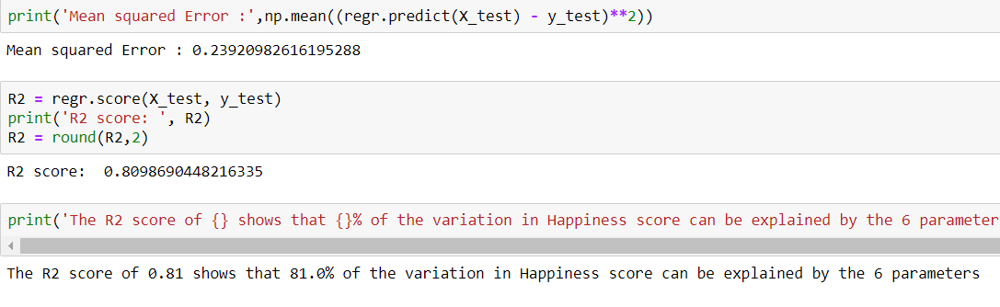 print('Mean squared Error :',np.mean((regr.predict(X_test) - y_test)**2))
Mean squared Error : 0.23920982616195288
R2 = regr.score(X_test, y_test)
print('R2 score: ', R2)
R2 = round(R2,2)
R2 score:  0.8098690448216335
print('The R2 score of {} shows that {}% of the variation in Happiness score can be explained by the 6 parameter
The R2 score of 0.81 shows that 81.0% of the variation in Happiness score can be explained by the 6 parameters